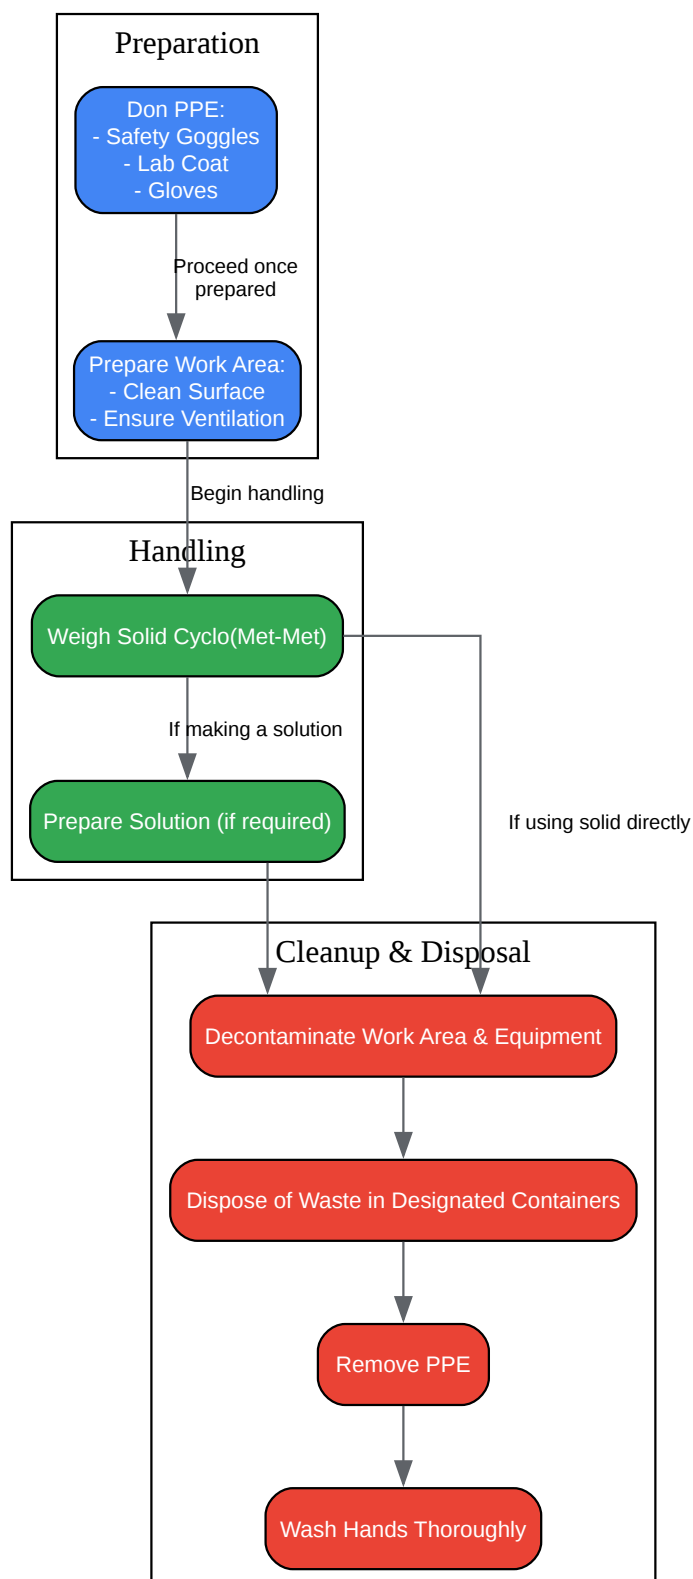 Preparation
Don PPE:
- Safety Goggles
- Lab Coat
- Gloves
Proceed once
prepared
Prepare Work Area:
- Clean Surface
- Ensure Ventilation
Begin handling
Handling
Weigh Solid Cyclo(Met-Met)
If making a solution
Prepare Solution (if required)
If using solid directly
Cleanup & Disposal
Decontaminate Work Area & Equipment
Dispose of Waste in Designated Containers
Remove PPE
Wash Hands Thoroughly